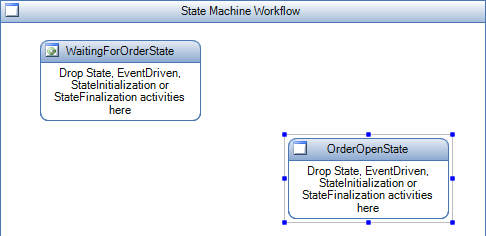 State Machine Workflow
WaitingForOrderState
Drop State, EventDriven,
StateInitialization or
StateFinalization activities
here
OrderOpenState
Drop State, EventDriven,
StateInitialization or
StateFinalization activities
here